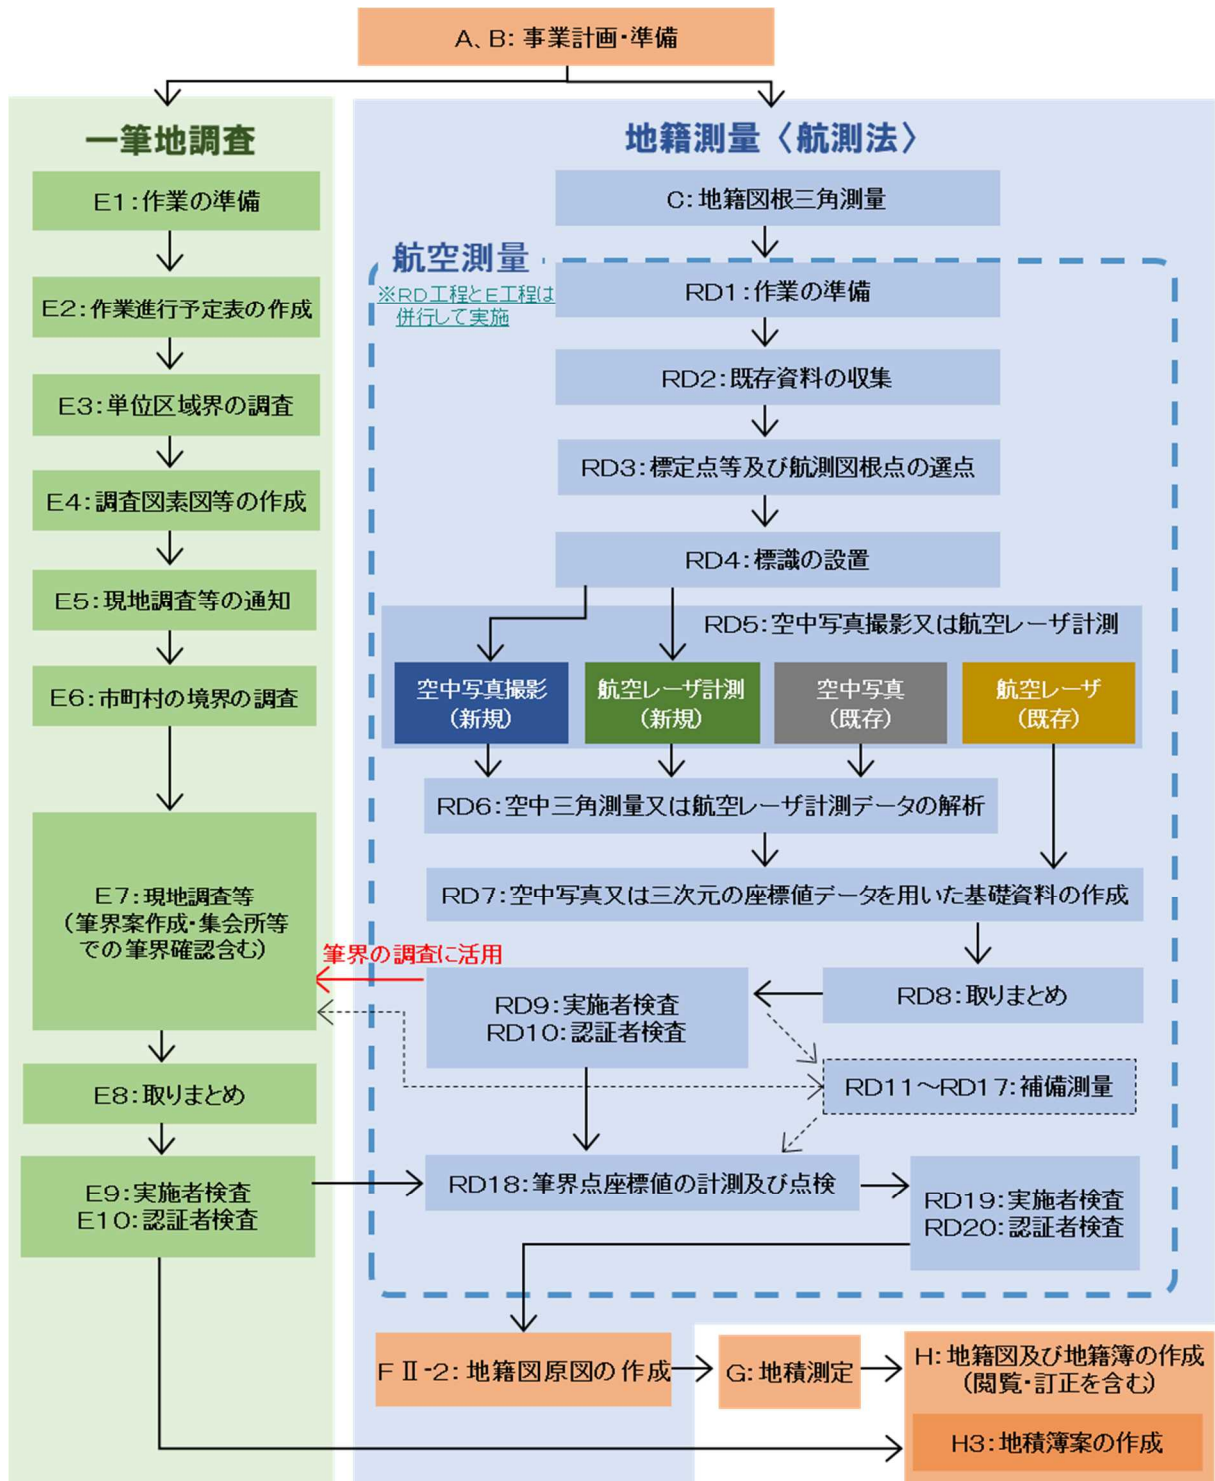 A、B：事業計画・準備
一筆地調査
E1：作業の準備
E2：作業進行予定表の作成
E3：単位区域界の調査
E4：調査図素図等の作成
E5：現地調査等の通知
E6：市町村の境界の調査
E7：現地調査等
（筆界案作成・集会所等
での筆界確認含む）
E8：取りまとめ
E9：実施者検査
E10：認証者検査
地籍測量〈航測法〉
C：地籍図根三角測量
航空測量
※RD工程とE工程は
併行して実施
RD1：作業の準備
RD2：既存資料の収集
RD3：標定点等及び航測図根点の選点
RD4：標識の設置
RD5：空中写真撮影又は航空レーザ計測
空中写真撮影
（新規）
航空レーザ計測
（新規）
空中写真
（既存）
航空レーザ
（既存）
RD6：空中三角測量又は航空レーザ計測データの解析
RD7：空中写真又は三次元の座標値データを用いた基礎資料の作成
筆界の調査に活用
RD8：取りまとめ
RD9：実施者検査
RD10：認証者検査
RD11～RD17：補備測量
RD18：筆界点座標値の計測及び点検
RD19：実施者検査
RD20：認証者検査
FⅡ-2：地籍図原図の作成
G：地積測定
H：地籍図及び地籍簿の作成
（閲覧・訂正を含む）
H3：地積簿案の作成